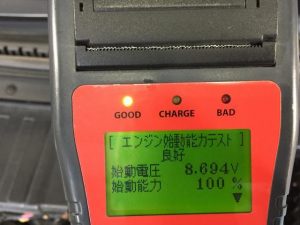 GOOD CHARGE BAD
[ エンジン始動能力テスト ]
良好
始動電圧 8.694V
始動能力 100 %
▼